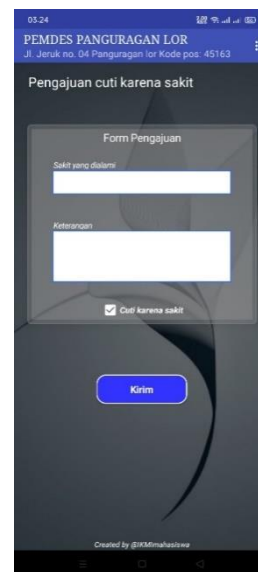 03.24
PEMDES PANGURAGAN LOR
Jl. Jeruk no. 04 Panguragan lor Kode pos: 45163
Pengajuan cuti karena sakit
Form Pengajuan
Sakit yang dialami
Keterangan
Cuti karena sakit
Kirim
Created by @IKMImahasiswa